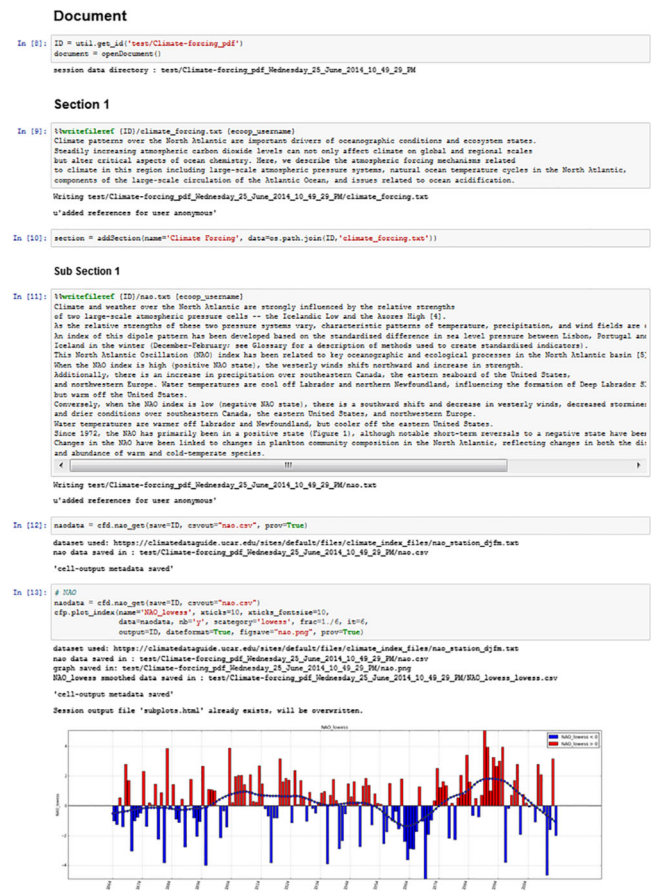 Document
In [8]: ID = util.get_id('test/Climate-forcing_pdf')
document = openDocument()
session data directory : test/Climate-forcing_pdf_Wednesday_25_June_2014_10_49_29_PM
Section 1
In [9]: %%writefileref {ID}/climate_forcing.txt {ecoop_username}
Climate patterns over the North Atlantic are important drivers of oceanographic conditions and ecosystem states.
Steadily increasing atmospheric carbon dioxide levels can not only affect climate on global and regional scales
but alter critical aspects of ocean chemistry. Here, we describe the atmospheric forcing mechanisms related
to climate in this region including large-scale atmospheric pressure systems, natural ocean temperature cycles in the North Atlantic,
components of the large-scale circulation of the Atlantic Ocean, and issues related to ocean acidification.
Writing test/Climate-forcing_pdf_Wednesday_25_June_2014_10_49_29_PM/climate_forcing.txt
u'added references for user anonymous'
In [10]: section = addSection(name='Climate Forcing', data=os.path.join(ID,'climate_forcing.txt'))
Sub Section 1
In [11]: %%writefileref {ID}/nao.txt {ecoop_username}
Climate and weather over the North Atlantic are strongly influenced by the relative strengths
of two large-scale atmospheric pressure cells -- the Icelandic Low and the Azores High [4].
As the relative strengths of these two pressure systems vary, characteristic patterns of temperature, precipitation, and wind fields are
An index of this dipole pattern has been developed based on the standardised difference in sea level pressure between Lisbon, Portugal and
Iceland in the winter (December-February; see Glossary for a description of methods used to create standardised indicators).
This North Atlantic Oscillation (NAO) index has been related to key oceanographic and ecological processes in the North Atlantic basin [5]
When the NAO index is high (positive NAO state), the westerly winds shift northward and increase in strength.
Additionally, there is an increase in precipitation over southeastern Canada, the eastern seaboard of the United States,
and northwestern Europe. Water temperatures are cool off Labrador and northern Newfoundland, influencing the formation of Deep Labrador
but warm off the United States.
Conversely, when the NAO index is low (negative NAO state), there is a southward shift and decrease in westerly winds, decreased
and drier conditions over southeastern Canada, the eastern United States, and northwestern Europe.
Water temperatures are warmer off Labrador and Newfoundland, but cooler off the eastern United States.
Since 1972, the NAO has primarily been in a positive state (Figure 1), although notable short-term reversals to a negative state have been
Changes in the NAO have been linked to changes in plankton community composition in the North Atlantic, reflecting changes in both the
and abundance of warm and cold-temperate species.
Writing test/Climate-forcing_pdf_Wednesday_25_June_2014_10_49_29_PM/nao.txt
u'added references for user anonymous'
In [12]: naodata = cfd.nao_get(save=ID, csvout="nao.csv", prov=True)
dataset used: https://climatedataguide.ucar.edu/sites/default/files/climate_index_files/nao_station_djfm.txt
nao data saved in : test/Climate-forcing_pdf_Wednesday_25_June_2014_10_49_29_PM/nao.csv
'cell-output metadata saved'
In [13]: # NAO
naodata = cfd.nao_get(save=ID, csvout="nao.csv")
cfp.plot_index(name='NAO_lowess', xticks=10, xticks_fontsize=10,
data=naodata, nb='y', scategory='lowess', frac=1./6, it=6,
output=ID, dateformat=True, figsave="nao.png", prov=True)
dataset used: https://climatedataguide.ucar.edu/sites/default/files/climate_index_files/nao_station_djfm.txt
nao data saved in : test/Climate-forcing_pdf_Wednesday_25_June_2014_10_49_29_PM/nao.csv
graph saved in: test/Climate-forcing_pdf_Wednesday_25_June_2014_10_49_29_PM/nao.png
NAO_lowess smoothed data saved in : test/Climate-forcing_pdf_Wednesday_25_June_2014_10_49_29_PM/NAO_lowess_lowess.csv
'cell-output metadata saved'
Session output file 'subplots.html' already exists, will be overwritten.
NAO_lowess
NAO_lowess < 0
NAO_lowess > 0
NAO_lowess
4
2
0
-2
-4